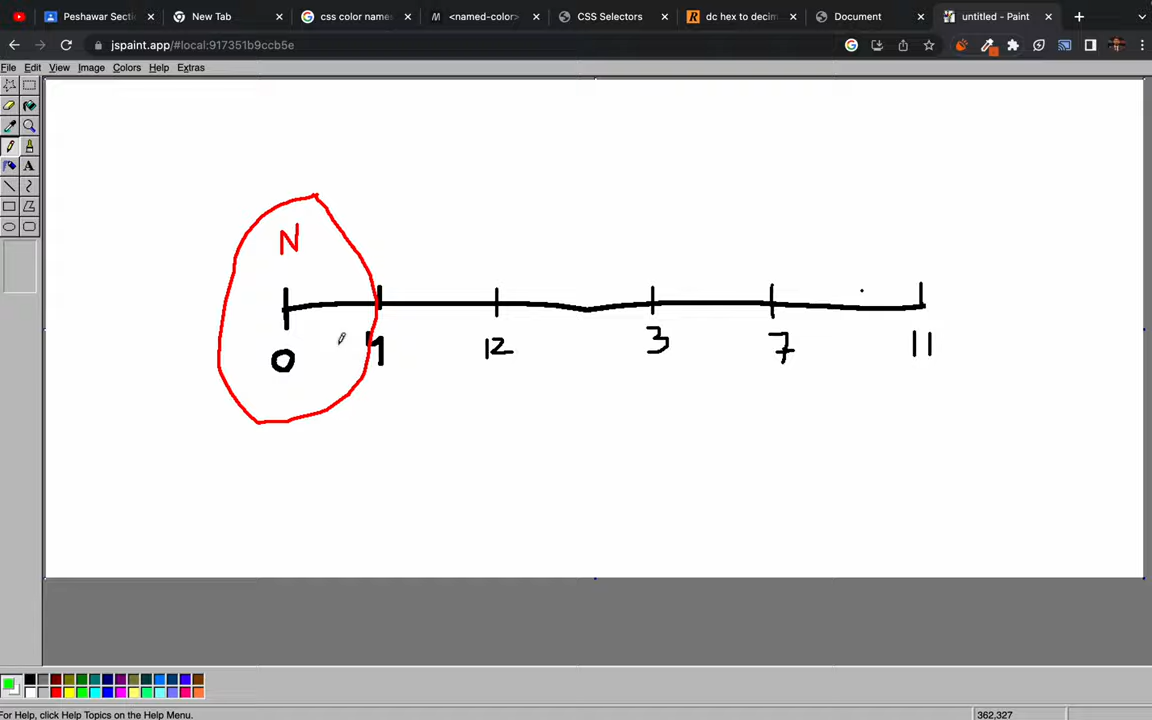 Peshawar Secti
New Tab
css color names
<named-color>
CSS Selectors
dc hex to decim
Document
untitled - Paint
jspaint.app/#local:917351b9ccb5e
File Edit View Image Colors Help Extras
N
0 4 12 3 7 11
For Help, click Help Topics on the Help Menu.
362,327